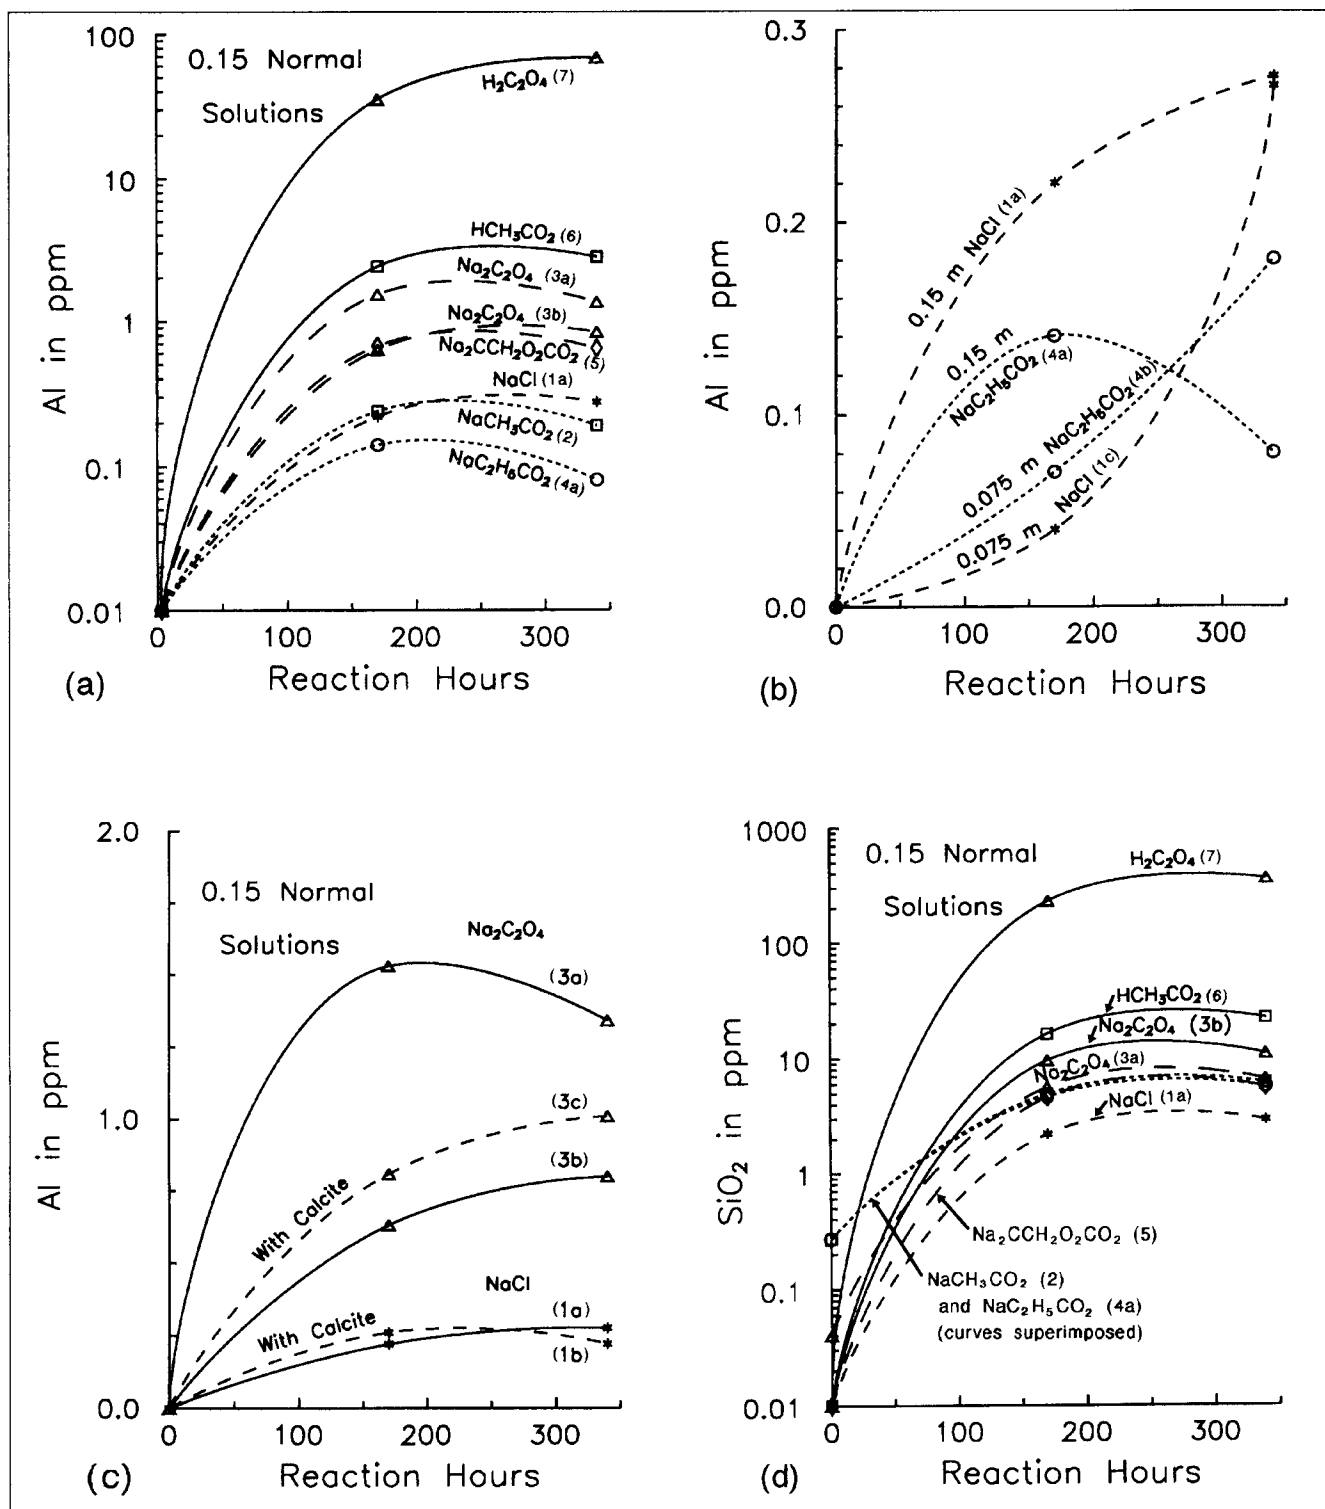 100
10
1
0.1
0.01
Al in ppm
0.15 Normal
Solutions
H₂C₂O₄ (7)
HCH₃CO₂ (6)
Na₂C₂O₄ (3a)
Na₂C₂O₄ (3b)
Na₂CCH₂O₂CO₂ (5)
NaCl (1a)
NaCH₃CO₂ (2)
NaC₂H₅CO₂ (4a)
0 100 200 300
Reaction Hours
(a)
0.3
0.2
0.1
0.0
Al in ppm
0.15 m NaCl (1a)
0.15 m
NaC₂H₅CO₂ (4a)
0.075 m NaC₂H₅CO₂ (4b)
0.075 m NaCl (1c)
0 100 200 300
Reaction Hours
(b)
2.0
1.0
0.0
Al in ppm
0.15 Normal
Solutions
Na₂C₂O₄
(3a)
(3c)
(3b)
With Calcite
NaCl
(1a)
With Calcite
(1b)
0 100 200 300
Reaction Hours
(c)
1000
100
10
1
0.1
0.01
SiO₂ in ppm
0.15 Normal
Solutions
H₂C₂O₄ (7)
HCH₃CO₂ (6)
Na₂C₂O₄ (3b)
Na₂C₂O₄ (3a)
NaCl (1a)
Na₂CCH₂O₂CO₂ (5)
NaCH₃CO₂ (2)
and NaC₂H₅CO₂ (4a)
(curves superimposed)
0 100 200 300
Reaction Hours
(d)